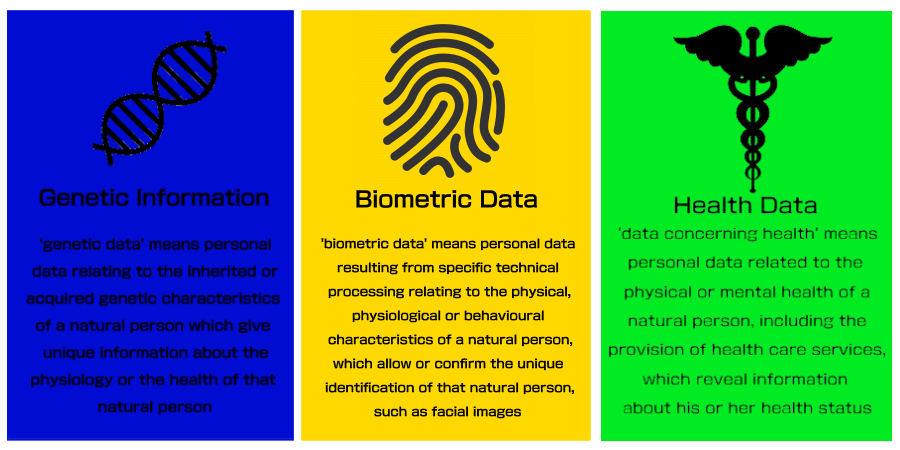 Genetic Information
'genetic data' means personal
data relating to the inherited or
acquired genetic characteristics
of a natural person which give
unique information about the
physiology or the health of that
natural person
Biometric Data
'biometric data' means personal data
resulting from specific technical
processing relating to the physical,
physiological or behavioural
characteristics of a natural person,
which allow or confirm the unique
identification of that natural person,
such as facial images
Health Data
'data concerning health' means
personal data related to the
physical or mental health of a
natural person, including the
provision of health care services,
which reveal information
about his or her health status